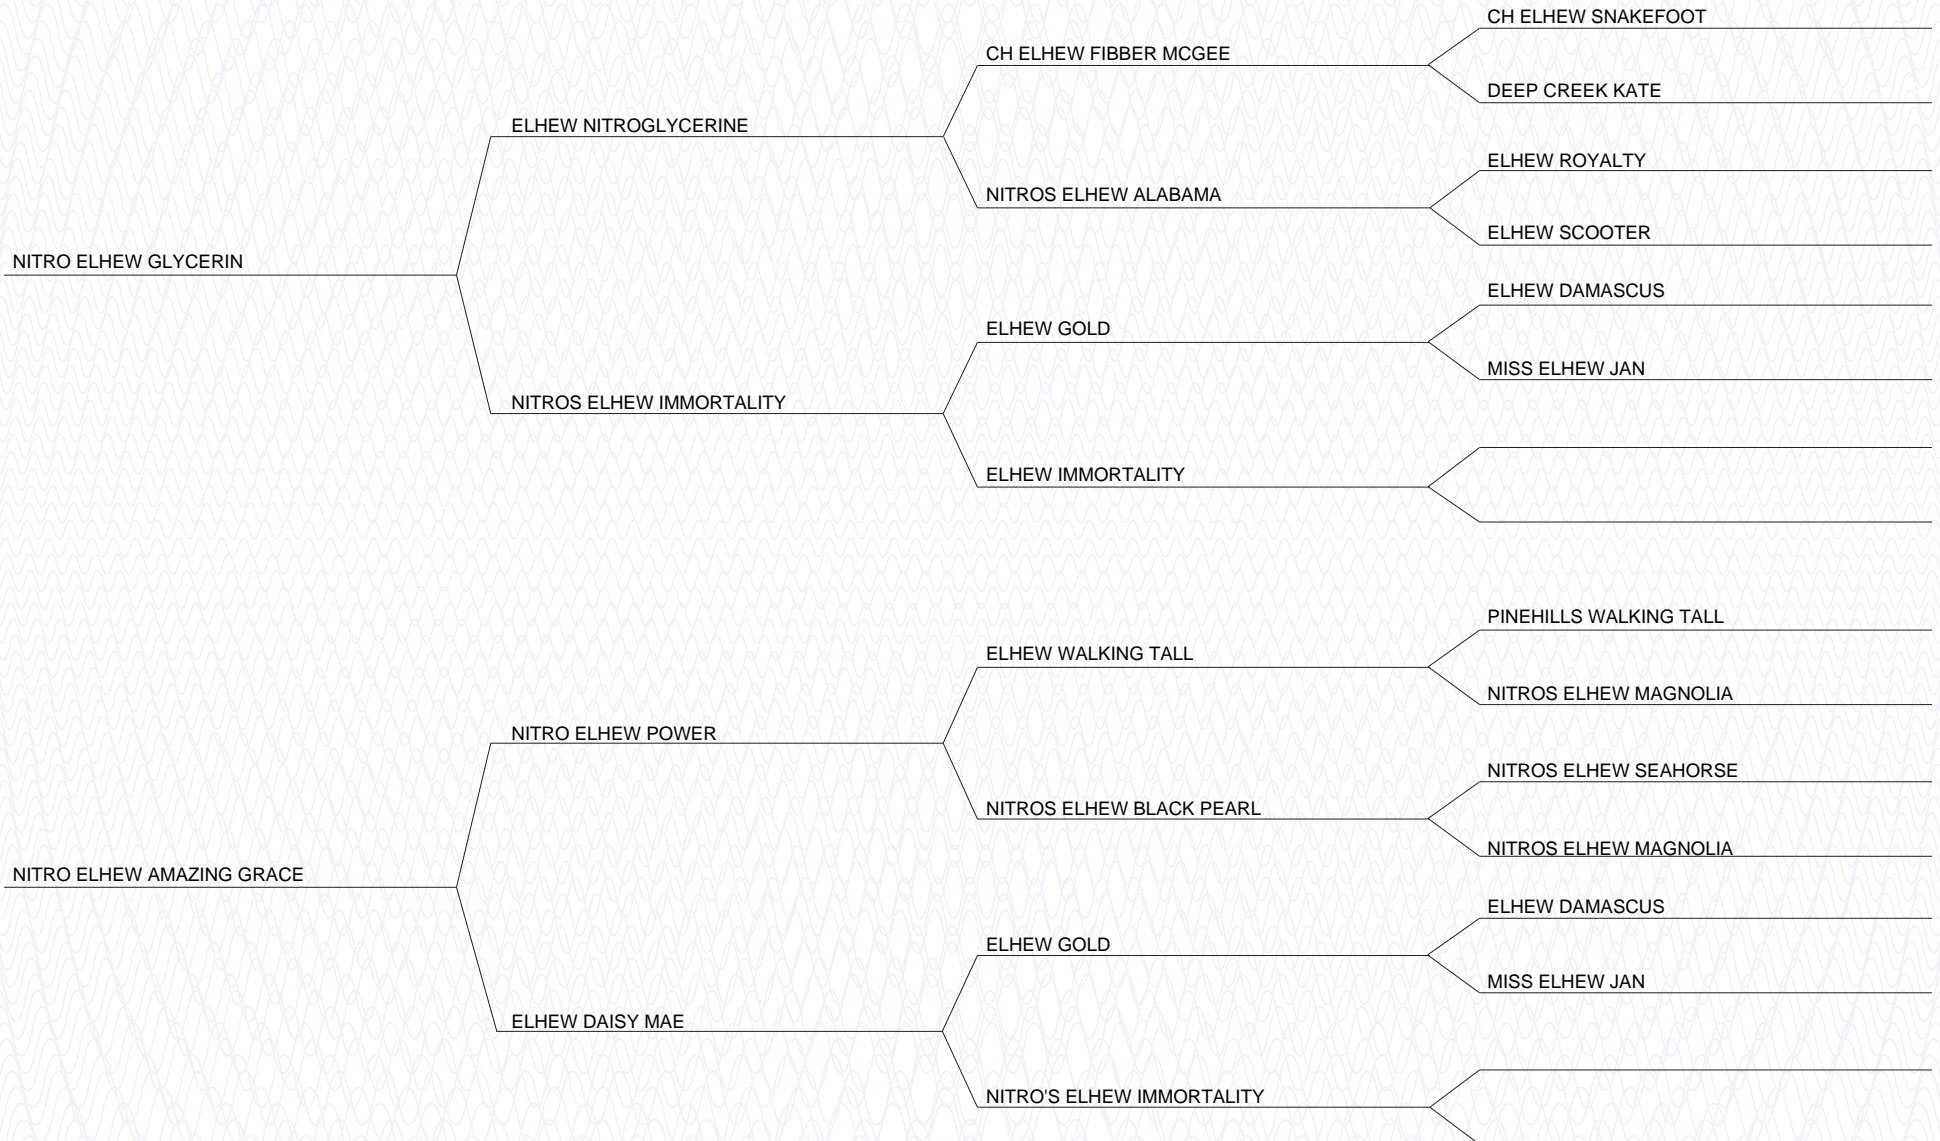 CH ELHEW SNAKEFOOT
CH ELHEW FIBBER MCGEE
DEEP CREEK KATE
ELHEW NITROGLYCERINE
ELHEW ROYALTY
NITROS ELHEW ALABAMA
ELHEW SCOOTER
NITRO ELHEW GLYCERIN
ELHEW DAMASCUS
ELHEW GOLD
MISS ELHEW JAN
NITROS ELHEW IMMORTALITY
ELHEW IMMORTALITY
PINEHILLS WALKING TALL
ELHEW WALKING TALL
NITROS ELHEW MAGNOLIA
NITRO ELHEW POWER
NITROS ELHEW SEAHORSE
NITROS ELHEW BLACK PEARL
NITROS ELHEW MAGNOLIA
NITRO ELHEW AMAZING GRACE
ELHEW DAMASCUS
ELHEW GOLD
MISS ELHEW JAN
ELHEW DAISY MAE
NITRO'S ELHEW IMMORTALITY